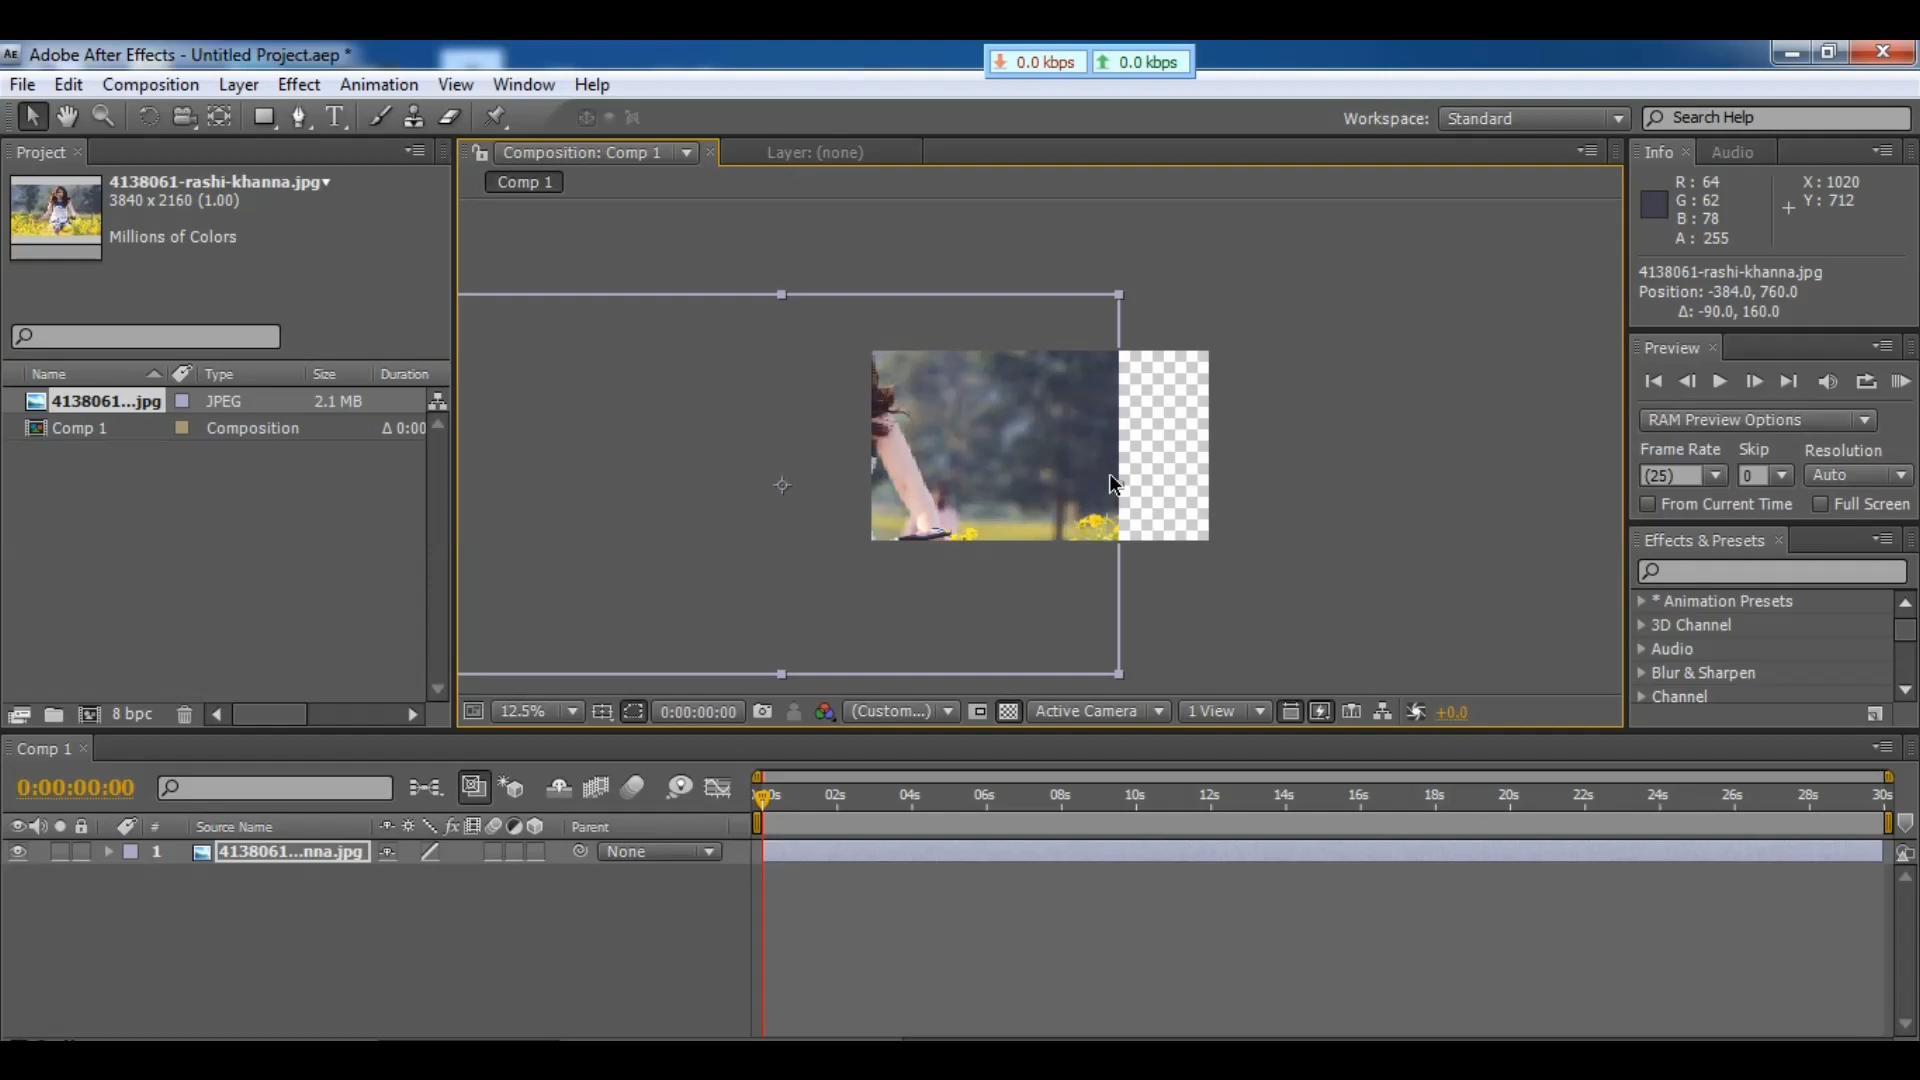 AE Adobe After Effects - Untitled Project.aep *
0.0 kbps 0.0 kbps
File Edit Composition Layer Effect Animation View Window Help
Workspace: Standard Search Help
Project
4138061-rashi-khanna.jpg
3840 x 2160 (1.00)
Millions of Colors
Name Type Size Duration
4138061...jpg JPEG 2.1 MB
Comp 1 Composition Δ 0:00
8 bpc
Composition: Comp 1 Layer: (none)
Comp 1
12.5% 0:00:00:00 (Custom...) Active Camera 1 View +0.0
Info Audio
R: 64 X: 1020
G: 62 Y: 712
B: 78
A: 255
4138061-rashi-khanna.jpg
Position: -384.0, 760.0
Δ: -90.0, 160.0
Preview
RAM Preview Options
Frame Rate Skip Resolution
(25) 0 Auto
From Current Time Full Screen
Effects & Presets
* Animation Presets
3D Channel
Audio
Blur & Sharpen
Channel
Comp 1
0:00:00:00
02s 04s 06s 08s 10s 12s 14s 16s 18s 20s 22s 24s 26s 28s 30s
# Source Name fx Parent
1 4138061...nna.jpg None